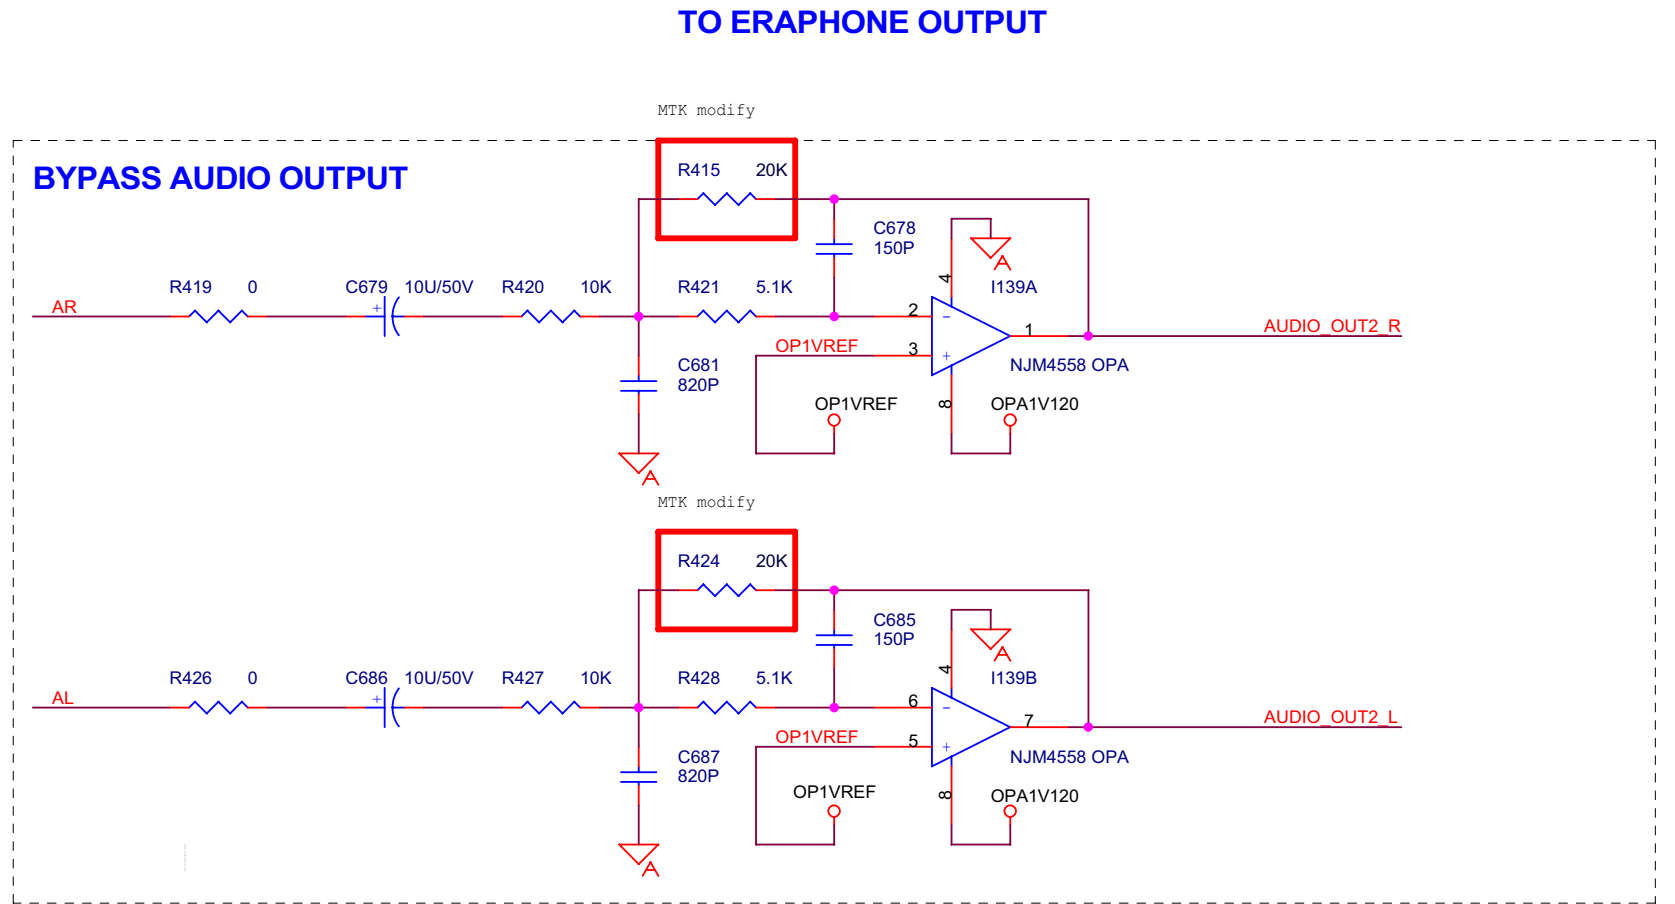 TO ERAPHONE OUTPUT
MTK modify
BYPASS AUDIO OUTPUT
R415 20K
C678
150P
4
A
R419 0
C679 10U/50V
R420 10K
R421 5.1K
I139A
AR
+
2
−
1
AUDIO_OUT2_R
OP1VREF
3
+
C681
820P
NJM4558 OPA
OP1VREF
8
OPA1V120
A
MTK modify
R424 20K
C685
150P
4
A
R426 0
C686 10U/50V
R427 10K
R428 5.1K
I139B
AL
+
6
−
7
AUDIO_OUT2_L
OP1VREF
5
+
C687
820P
NJM4558 OPA
OP1VREF
8
OPA1V120
A